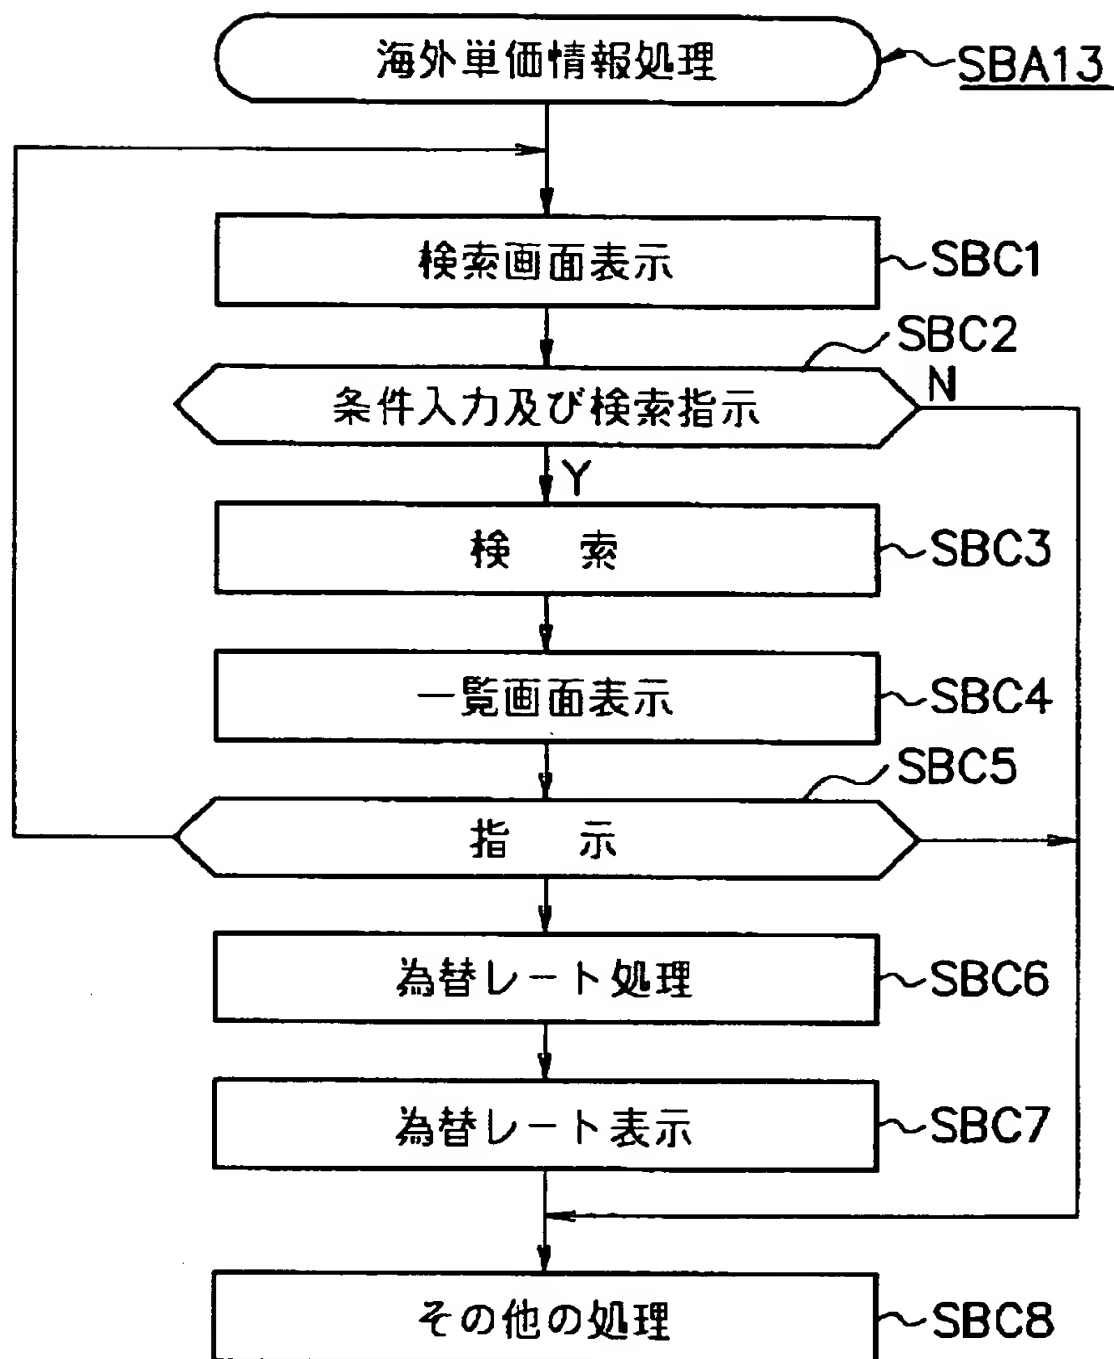 海外単価情報処理 SBA13
検索画面表示 SBC1
SBC2
条件入力及び検索指示 N
Y
検 索 SBC3
一覧画面表示 SBC4
SBC5
指 示
為替レート処理 SBC6
為替レート表示 SBC7
その他の処理 SBC8